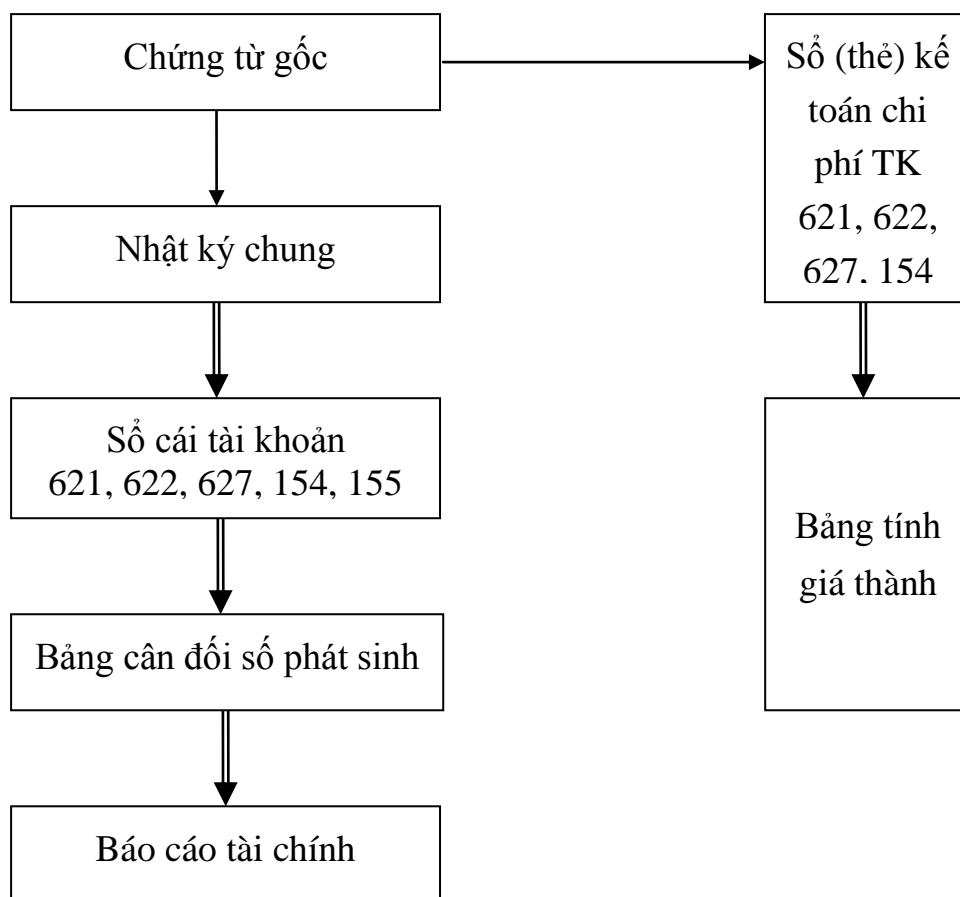 Chứng từ gốc
Sổ (thẻ) kế
toán chi
phí TK
621, 622,
627, 154
Nhật ký chung
Sổ cái tài khoản
621, 622, 627, 154, 155
Bảng tính
giá thành
Bảng cân đối số phát sinh
Báo cáo tài chính